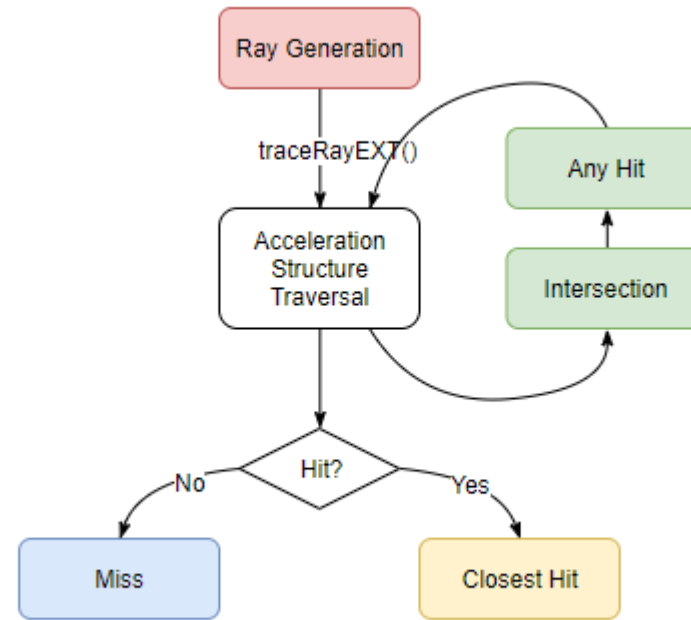 Ray Generation
traceRayEXT()
Any Hit
Acceleration
Structure
Traversal
Intersection
Hit?
No
Yes
Miss
Closest Hit